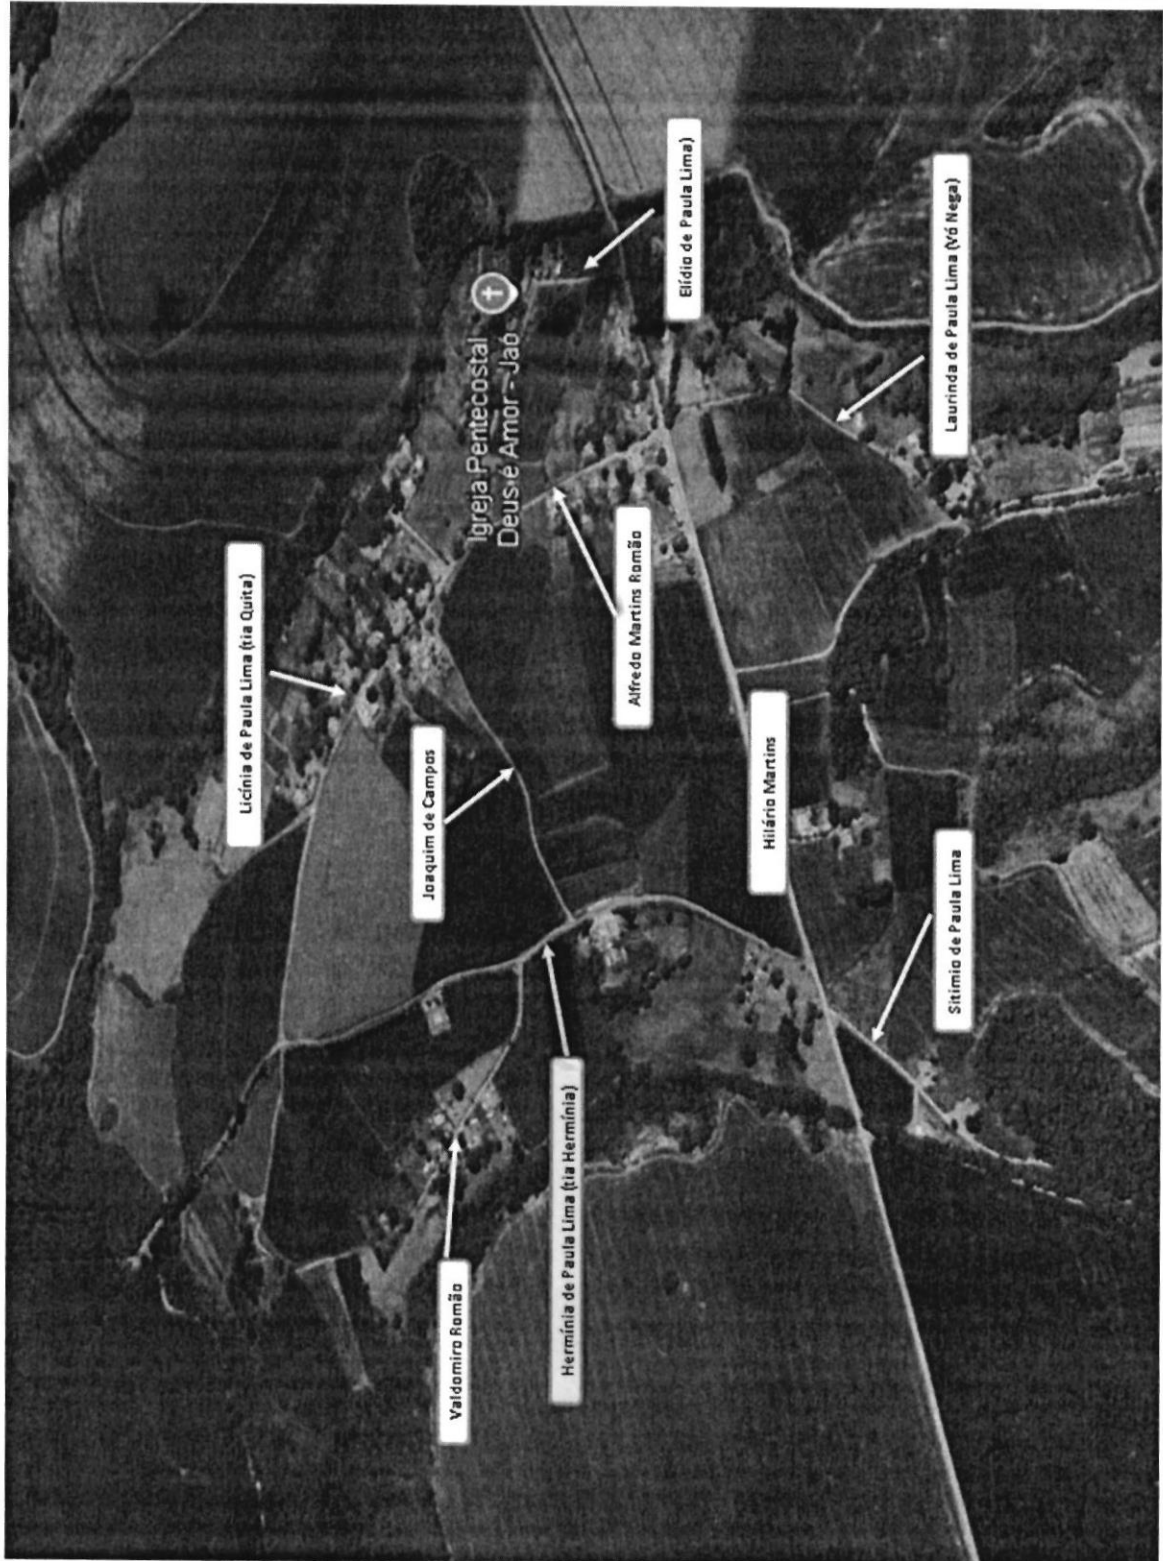 Licínia de Paula Lima (tia Quita)
Igreja Pentecostal
Deus é Amor - Jaó
Elídio de Paula Lima)
Joaquim de Campos
Valdomiro Romão
Alfredo Martins Romão
Hermínia de Paula Lima (tia Hermínia)
Hilário Martins
Laurinda de Paula Lima (Vó Nega)
Sitimio de Paula Lima